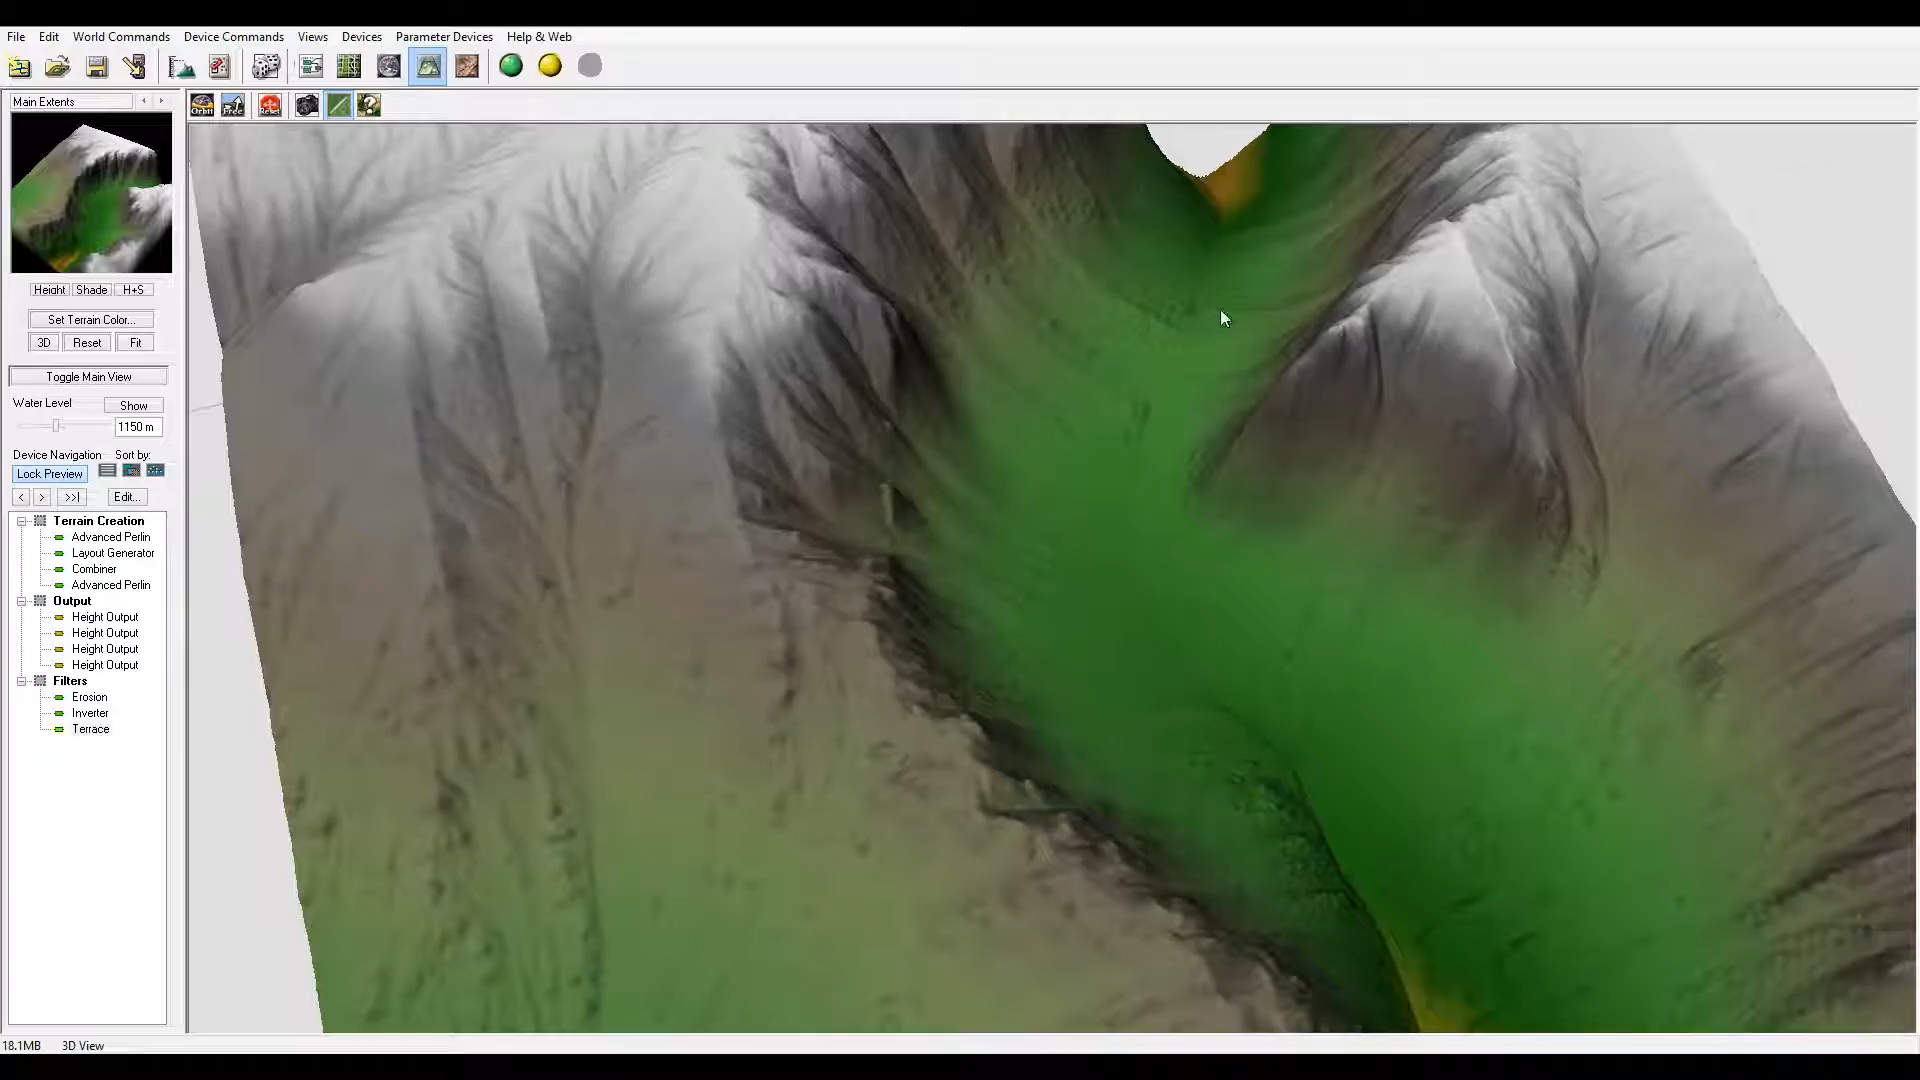 File Edit World Commands Device Commands Views Devices Parameter Devices Help & Web
Main Extents
Orbit Free Reset
Height Shade H+S
Set Terrain Color...
3D Reset Fit
Toggle Main View
Water Level Show
1150 m
Device Navigation Sort by:
Lock Preview
< > >>| Edit...
Terrain Creation
Advanced Perlin
Layout Generator
Combiner
Advanced Perlin
Output
Height Output
Height Output
Height Output
Height Output
Filters
Erosion
Inverter
Terrace
18.1MB 3D View